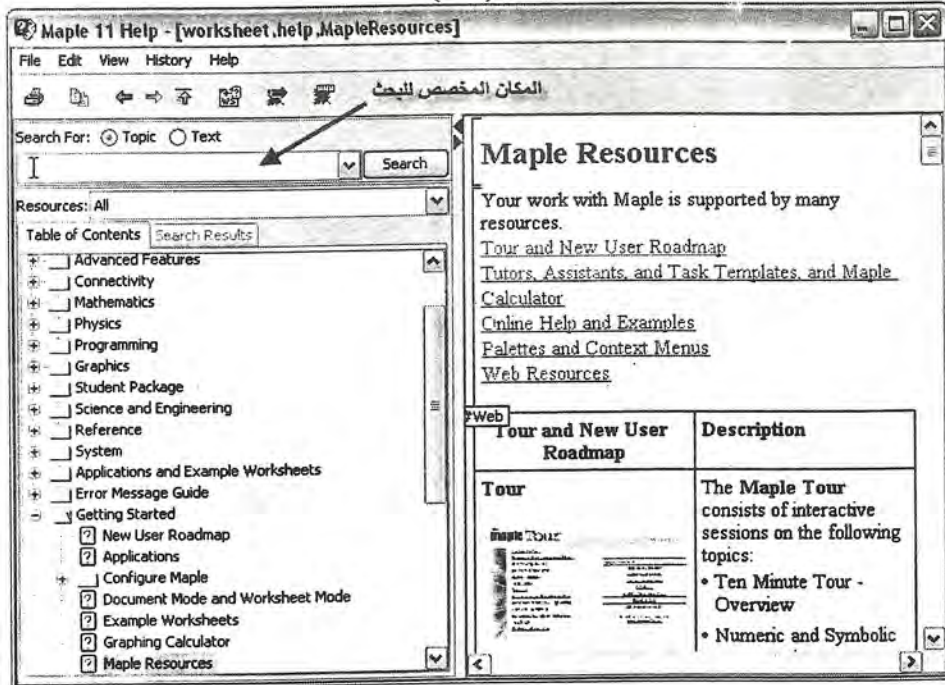 Maple 11 Help - [worksheet,help,MapleResources]
File Edit View History Help
المكان المخصص للبحث
Search For: Topic Text
Search
Resources: All
Table of Contents Search Results
Advanced Features
Connectivity
Mathematics
Physics
Programming
Graphics
Student Package
Science and Engineering
Reference
System
Applications and Example Worksheets
Error Message Guide
Getting Started
New User Roadmap
Applications
Configure Maple
Document Mode and Worksheet Mode
Example Worksheets
Graphing Calculator
Maple Resources
Maple Resources
Your work with Maple is supported by many
resources.
Tour and New User Roadmap
Tutors, Assistants, and Task Templates, and Maple
Calculator
Online Help and Examples
Palettes and Context Menus
Web Resources
Web
Tour and New User
Roadmap
Description
Tour
maple Tour
The Maple Tour
consists of interactive
sessions on the following
topics:
• Ten Minute Tour -
Overview
• Numeric and Symbolic